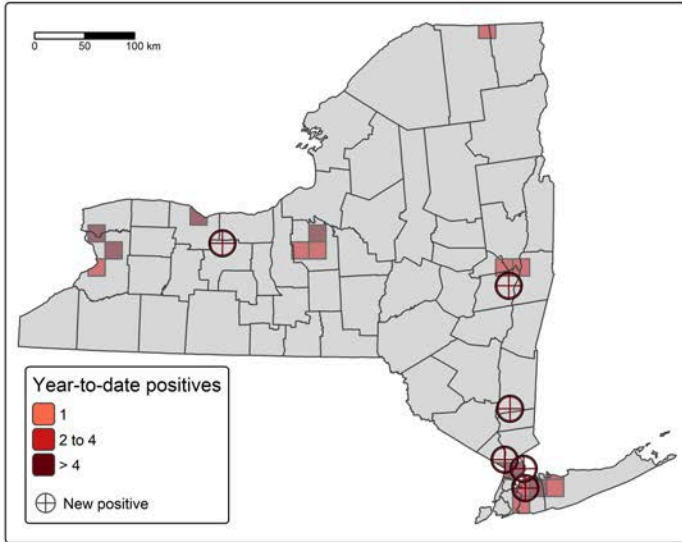 0 50 100 km
Year-to-date positives
1
2 to 4
> 4
New positive